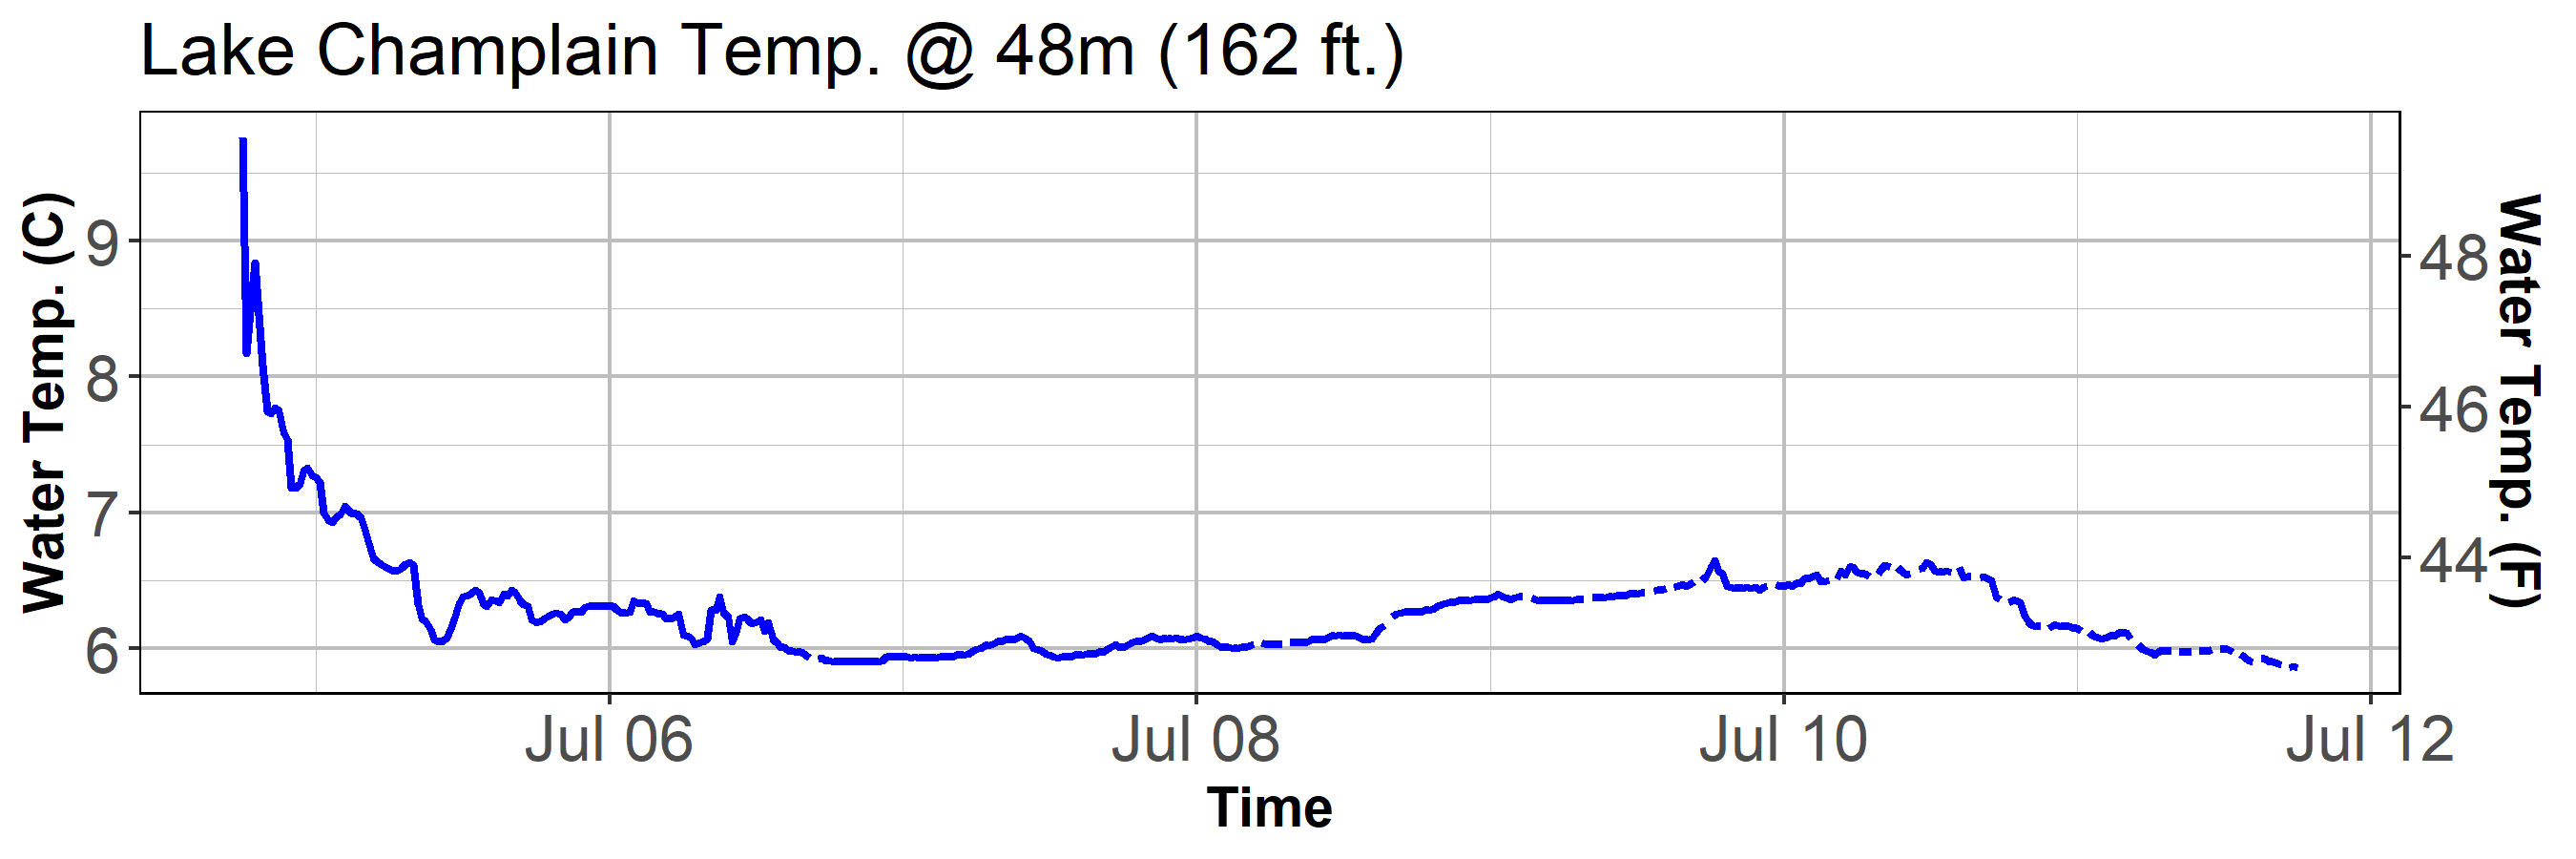 Lake Champlain Temp. @ 48m (162 ft.)
Water Temp. (C)
9
8
7
6
48
46
44
Water Temp. (F)
Jul 06
Jul 08
Jul 10
Jul 12
Time